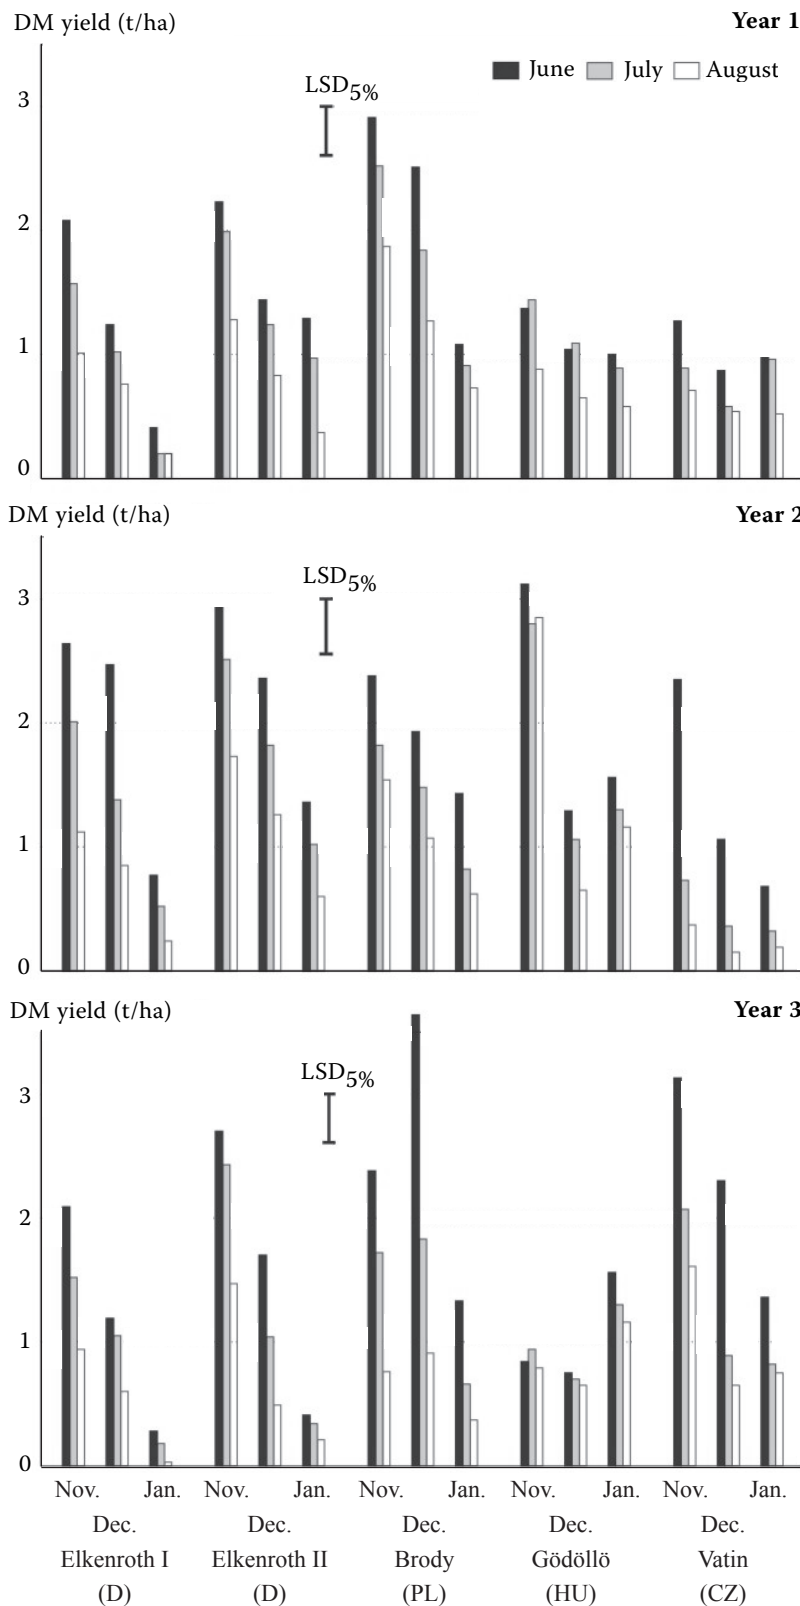 DM yield (t/ha) Year 1
June July August
LSD5%
3
2
1
0
DM yield (t/ha) Year 2
LSD5%
3
2
1
0
DM yield (t/ha) Year 3
LSD5%
3
2
1
0
Nov. Jan. Nov. Jan. Nov. Jan. Nov. Jan. Nov. Jan.
Dec. Dec. Dec. Dec. Dec.
Elkenroth I Elkenroth II Brody Gödöllö Vatin
(D) (D) (PL) (HU) (CZ)